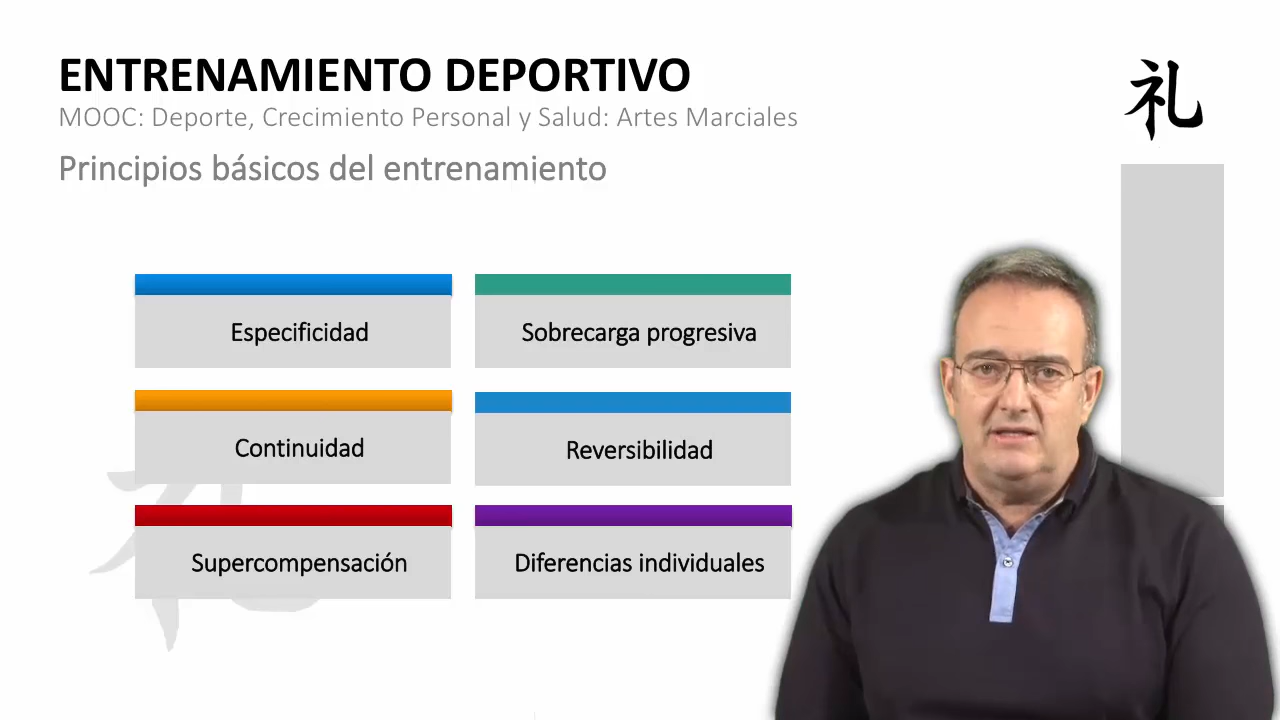 ENTRENAMIENTO DEPORTIVO
MOOC: Deporte, Crecimiento Personal y Salud: Artes Marciales
礼
Principios básicos del entrenamiento
Especificidad
Sobrecarga progresiva
Continuidad
Reversibilidad
Supercompensación
Diferencias individuales
礼